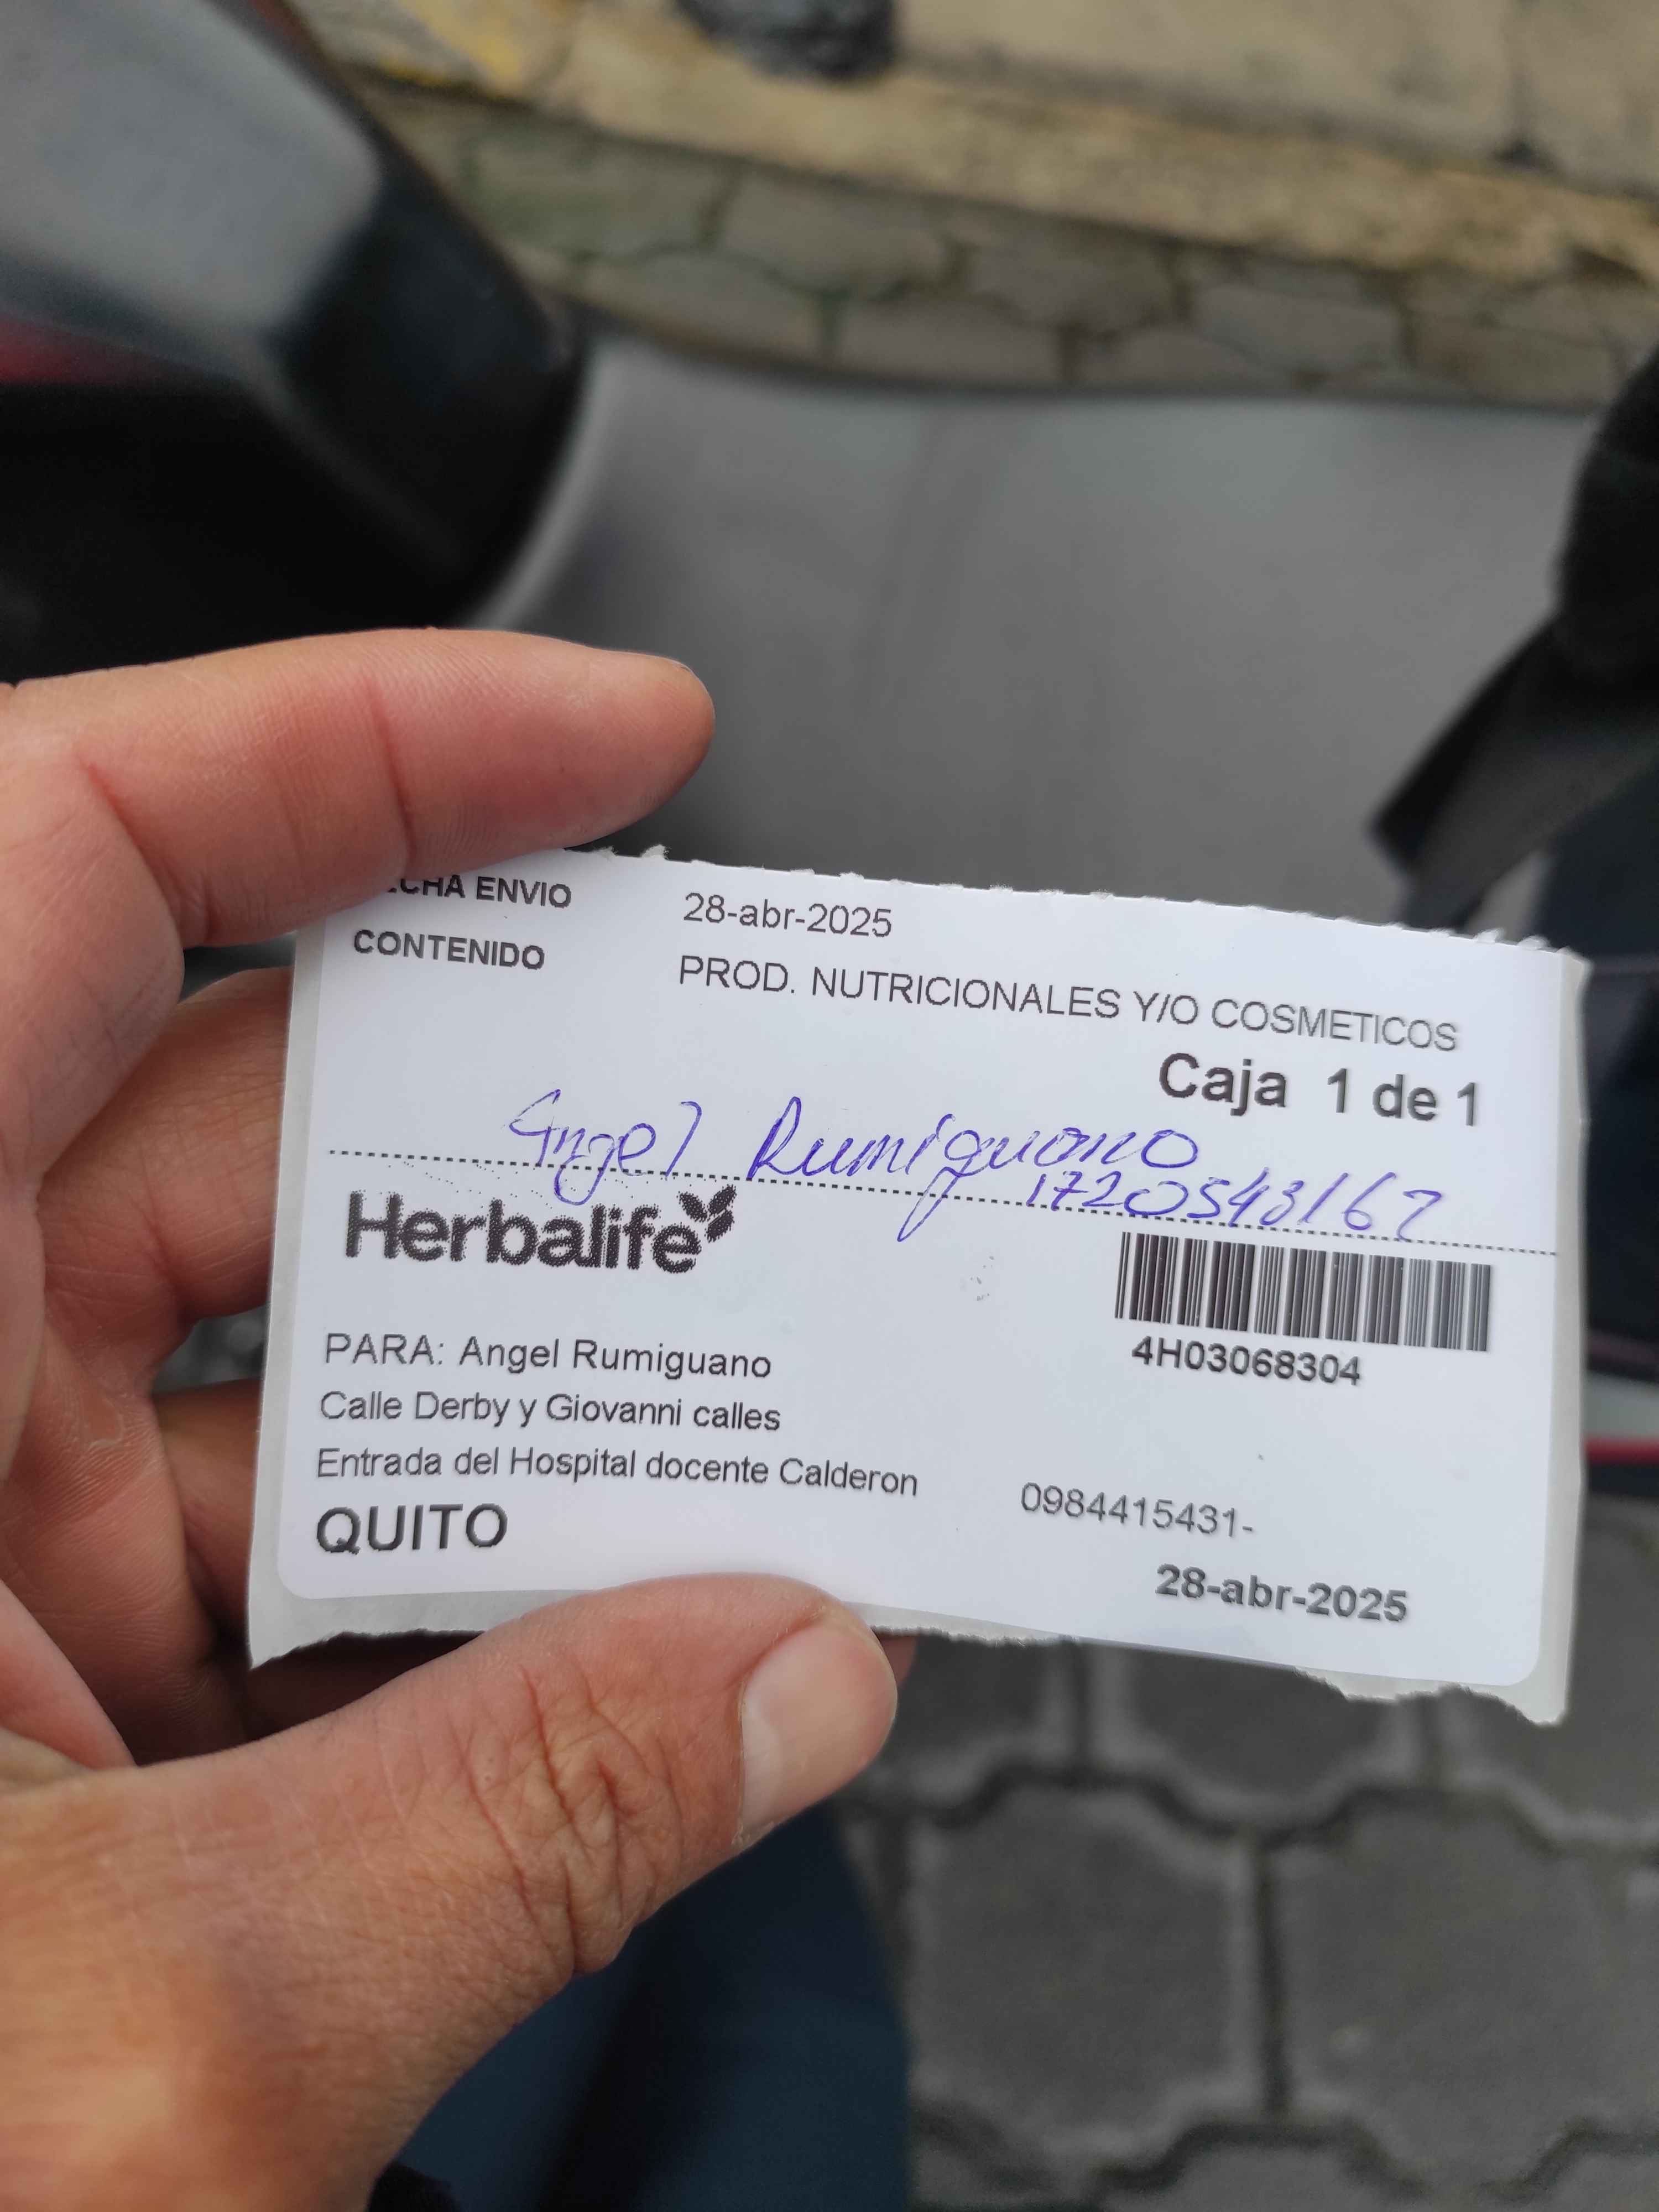 FECHA ENVIO 28-abr-2025
CONTENIDO PROD. NUTRICIONALES Y/O COSMETICOS
Caja 1 de 1
Angel Rumiguano
1720543167
Herbalife
4H03068304
PARA: Angel Rumiguano
Calle Derby y Giovanni calles
Entrada del Hospital docente Calderon 0984415431-
QUITO
28-abr-2025